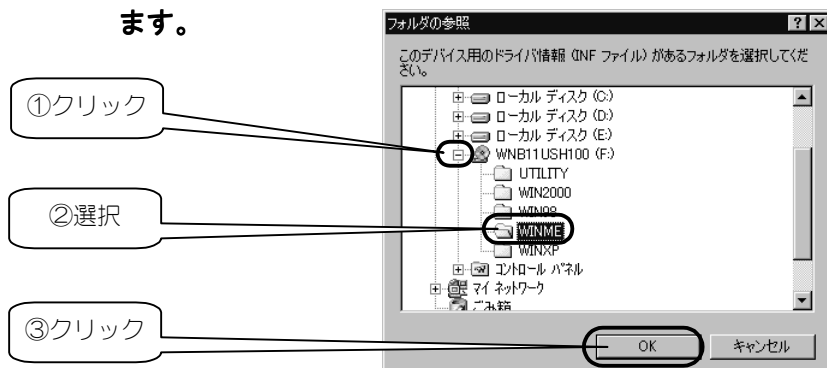 ます。
フォルダの参照
このデバイス用のドライバ情報 (INF ファイル) があるフォルダを選択してくだ
さい。
ローカル ディスク (C:)
①クリック
ローカル ディスク (D:)
ローカル ディスク (E:)
WNB11USH100 (F:)
UTILITY
WIN2000
②選択
WIN98
WINME
WINXP
コントロール パネル
マイ ネットワーク
ごみ箱
③クリック
OK
キャンセル